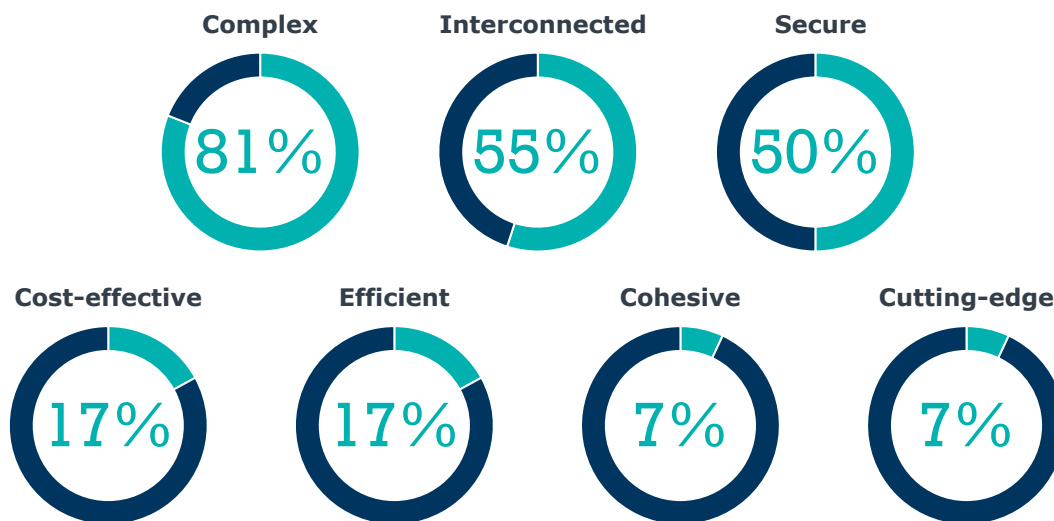 Complex Interconnected Secure
81% 55% 50%
Cost-effective Efficient Cohesive Cutting-edge
17% 17% 7% 7%